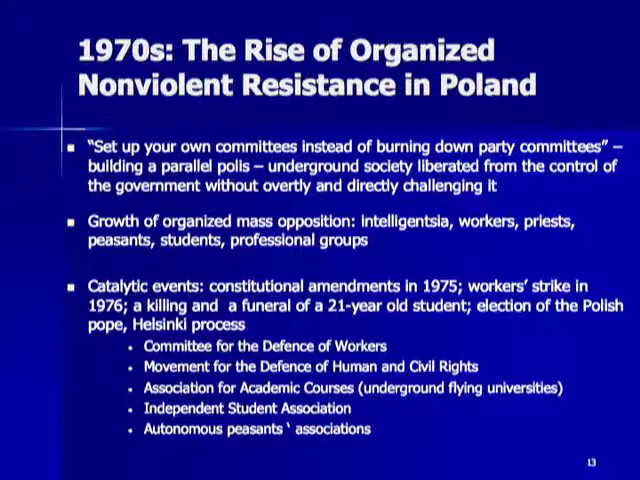 1970s: The Rise of Organized
Nonviolent Resistance in Poland
"Set up your own committees instead of burning down party committees" –
building a parallel polis – underground society liberated from the control of
the government without overtly and directly challenging it
Growth of organized mass opposition: intelligentsia, workers, priests,
peasants, students, professional groups
Catalytic events: constitutional amendments in 1975; workers' strike in
1976; a killing and  a funeral of a 21-year old student; election of the Polish
pope, Helsinki process
Committee for the Defence of Workers
Movement for the Defence of Human and Civil Rights
Association for Academic Courses (underground flying universities)
Independent Student Association
Autonomous peasants ‘ associations
13